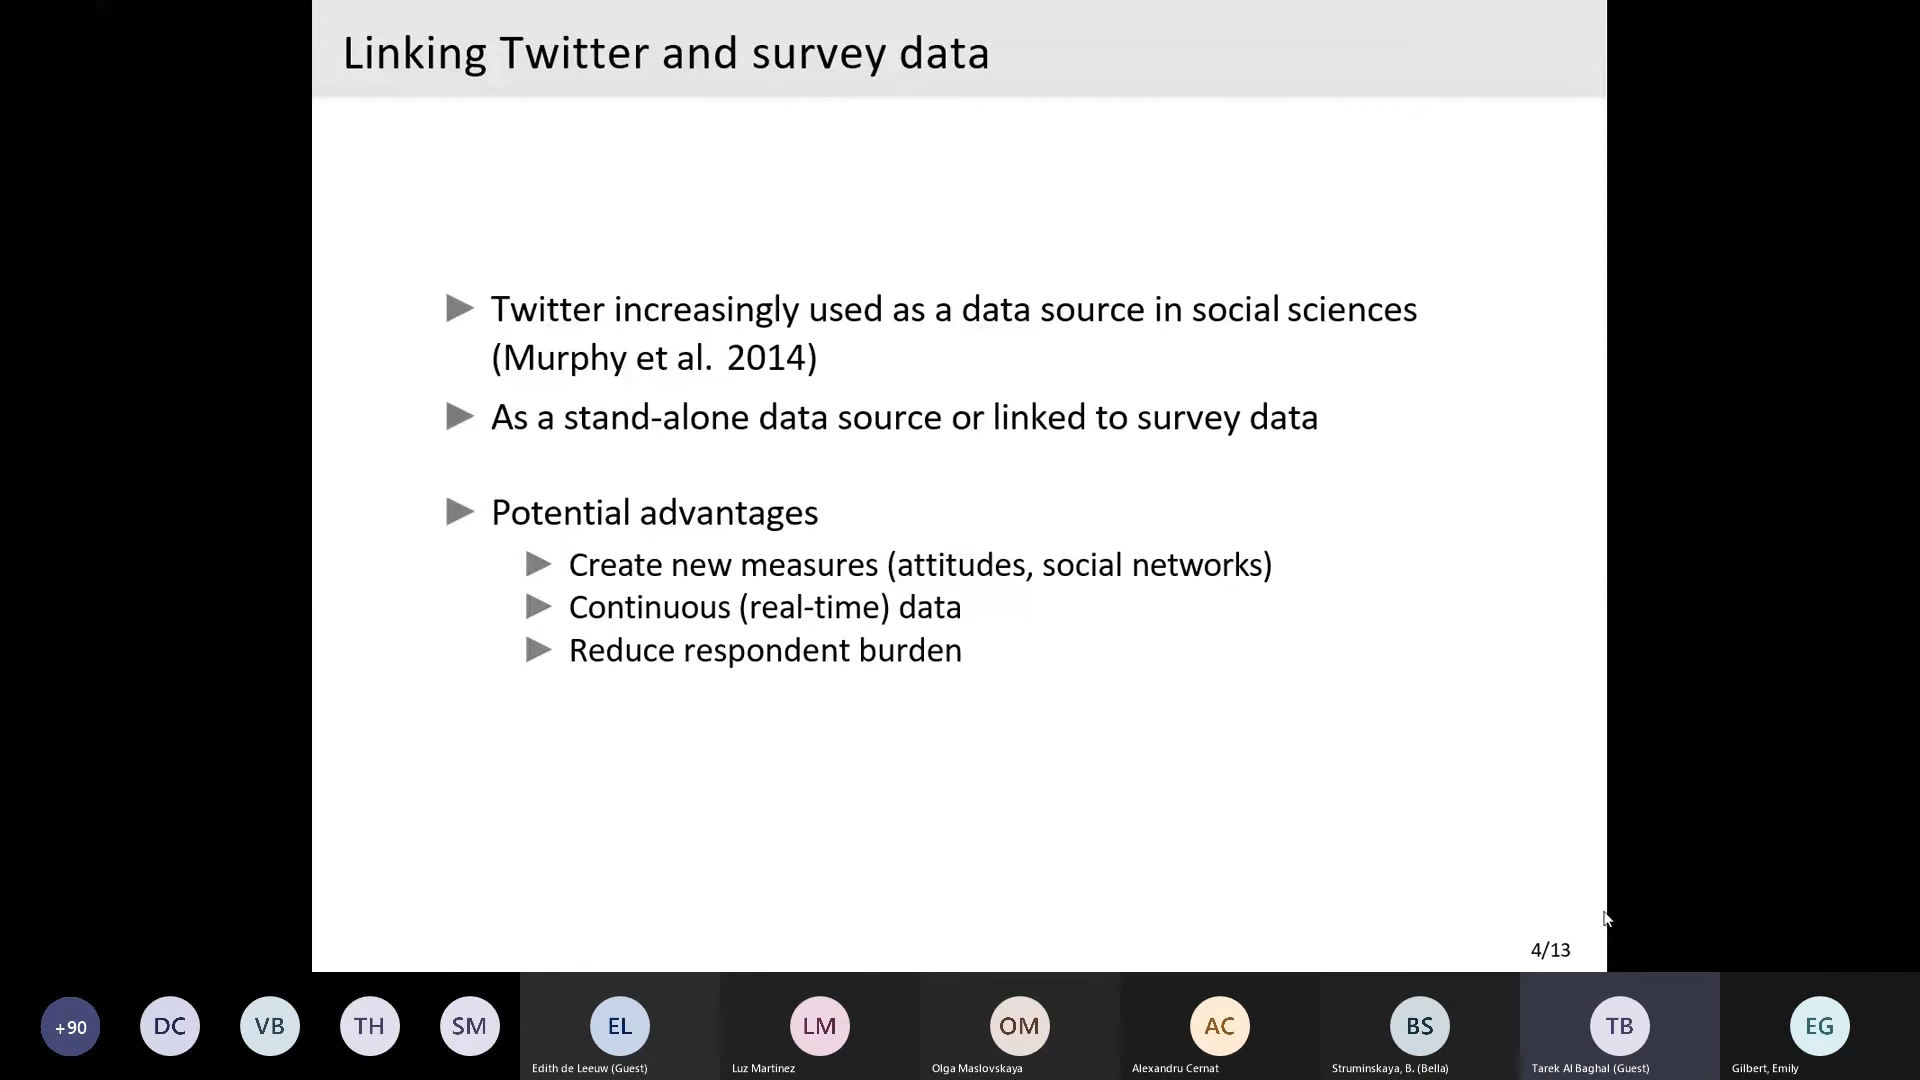 Linking Twitter and survey data
Twitter increasingly used as a data source in social sciences
(Murphy et al. 2014)
As a stand-alone data source or linked to survey data
Potential advantages
Create new measures (attitudes, social networks)
Continuous (real-time) data
Reduce respondent burden
4/13
+90
DC
VB
TH
SM
EL
LM
OM
AC
BS
TB
EG
Edith de Leeuw (Guest)
Luz Martinez
Olga Maslovskaya
Alexandru Cernat
Struminskaya, B. (Bella)
Tarek Al Baghal (Guest)
Gilbert, Emily